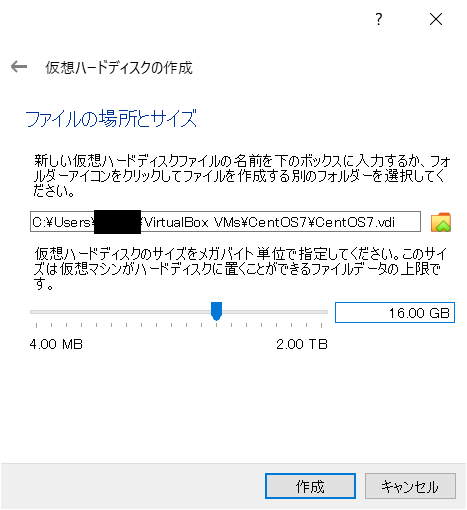 ?
仮想ハードディスクの作成
ファイルの場所とサイズ
新しい仮想ハードディスクファイルの名前を下のボックスに入力するか、フォ
ルダーアイコンをクリックしてファイルを作成する別のフォルダーを選択してく
ださい。
C:¥Users¥ ¥VirtualBox VMs¥CentOS7¥CentOS7.vdi
仮想ハードディスクのサイズをメガバイト単位で指定してください。このサイ
ズは仮想マシンがハードディスクに置くことができるファイルデータの上限で
す。
16.00 GB
4.00 MB 2.00 TB
作成 キャンセル